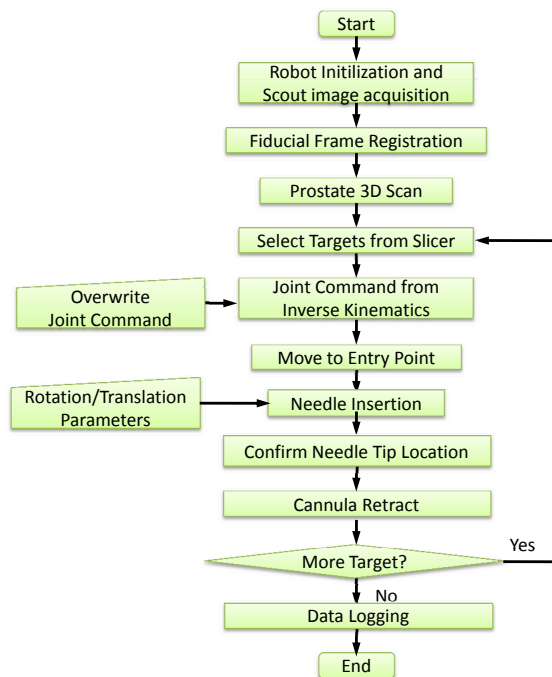 Start
Robot Initilization and
Scout image acquisition
Fiducial Frame Registration
Prostate 3D Scan
Select Targets from Slicer
Overwrite
Joint Command
Joint Command from
Inverse Kinematics
Move to Entry Point
Rotation/Translation
Parameters
Needle Insertion
Confirm Needle Tip Location
Cannula Retract
More Target?
Yes
No
Data Logging
End